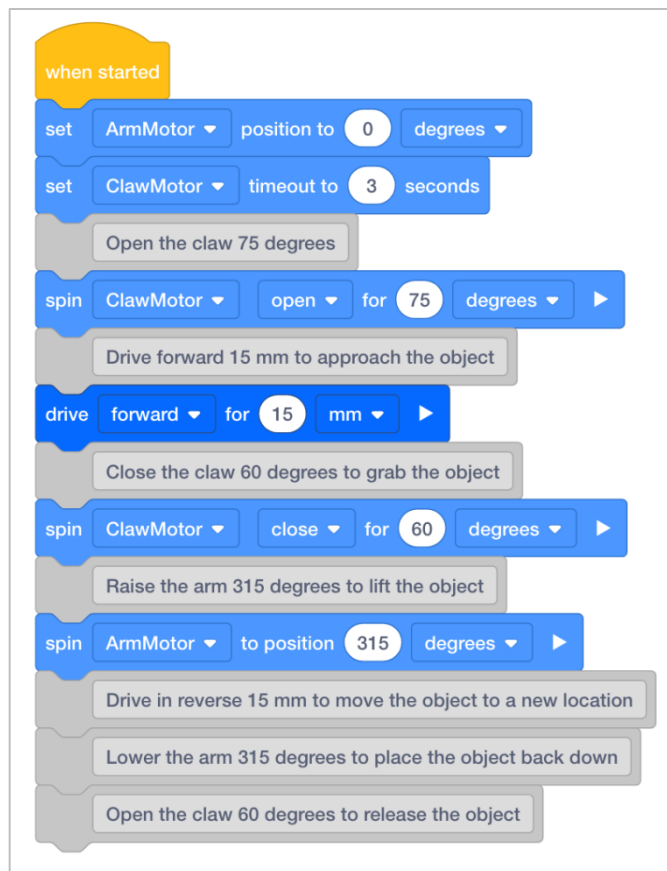 when started
set ArmMotor position to 0 degrees
set ClawMotor timeout to 3 seconds
Open the claw 75 degrees
spin ClawMotor open for 75 degrees
Drive forward 15 mm to approach the object
drive forward for 15 mm
Close the claw 60 degrees to grab the object
spin ClawMotor close for 60 degrees
Raise the arm 315 degrees to lift the object
spin ArmMotor to position 315 degrees
Drive in reverse 15 mm to move the object to a new location
Lower the arm 315 degrees to place the object back down
Open the claw 60 degrees to release the object